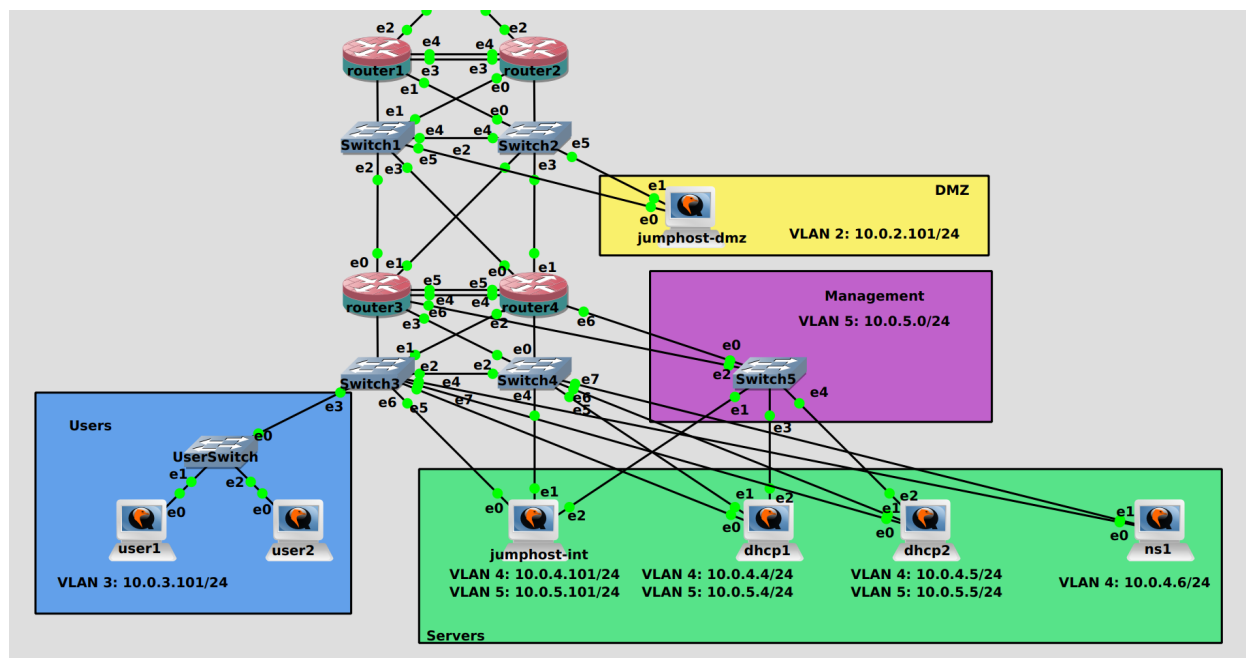 e2
e2
e4
e4
router1
e3
e3
router2
e1
e0
e1
e0
e4
e4
e5
Switch1
Switch2
e5
e2
e2
e3
e3
e1
DMZ
e0
jumphost-dmz
VLAN 2: 10.0.2.101/24
e0
e1
e0
e1
e5
e5
Management
router3
e4
e4
router4
e6
e3
e2
e6
VLAN 5: 10.0.5.0/24
e1
e0
e0
e2
e2
e2
Switch3
e4
Switch4
e7
Switch5
e7
e6
e4
e6
e5
e4
e5
e1
e3
Users
e3
e0
UserSwitch
e1
e2
e0
e0
user1
user2
VLAN 3: 10.0.3.101/24
e1
e0
e2
jumphost-int
VLAN 4: 10.0.4.101/24
VLAN 5: 10.0.5.101/24
e1
e2
e0
dhcp1
VLAN 4: 10.0.4.4/24
VLAN 5: 10.0.5.4/24
e2
e1
e0
dhcp2
VLAN 4: 10.0.4.5/24
VLAN 5: 10.0.5.5/24
e1
e0
ns1
VLAN 4: 10.0.4.6/24
Servers